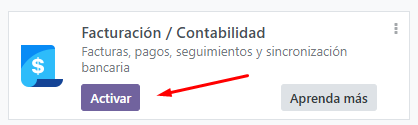 Facturación / Contabilidad
Facturas, pagos, seguimientos y sincronización
bancaria
Activar
Aprenda más